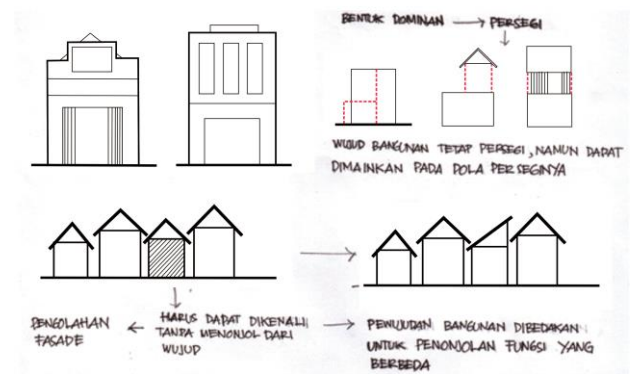 BENTUK DOMINAN → PERSEGI
WUJUD BANGUNAN TETAP PERSEGI, NAMUN DAPAT
DIMAINKAN PADA POLA PERSEGINYA
PENGOLAHAN
FASADE
HARUS DAPAT DIKENALI
TANPA MENONJOL DARI
WUJUD
PEWUJUDAN BANGUNAN DIBEDAKAN
UNTUK PENONJOLAN FUNGSI YANG
BERBEDA